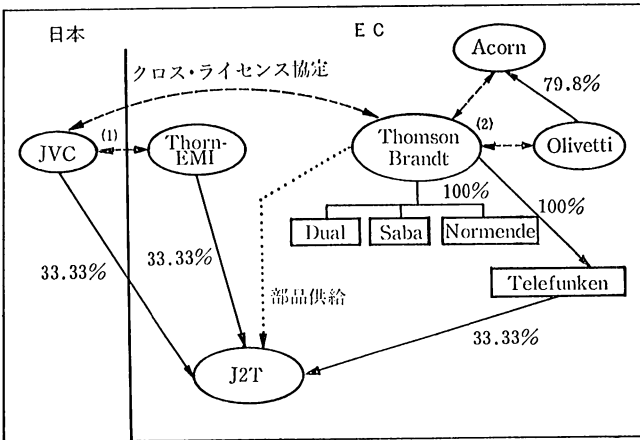 日本
EC
Acorn
クロス・ライセンス協定
79.8%
(1)
(2)
JVC
Thorn-
EMI
Thomson
Brandt
Olivetti
100%
100%
Dual
Saba
Normende
33.33%
33.33%
部品供給
Telefunken
33.33%
J2T